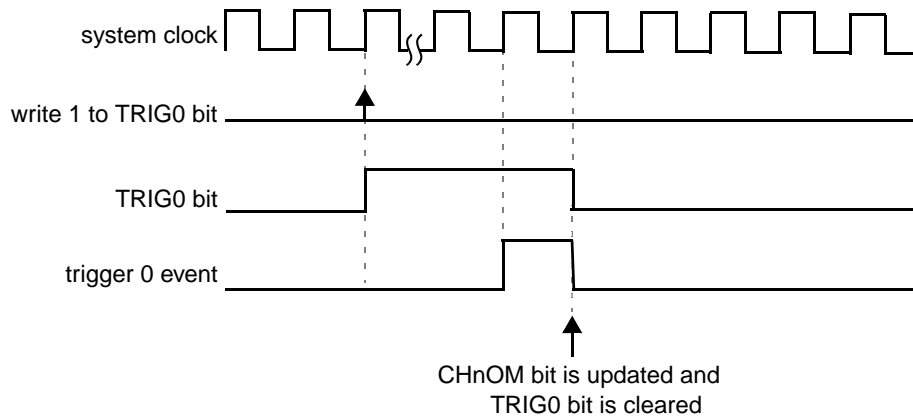 system clock
write 1 to TRIG0 bit
TRIG0 bit
trigger 0 event
CHnOM bit is updated and
TRIG0 bit is cleared